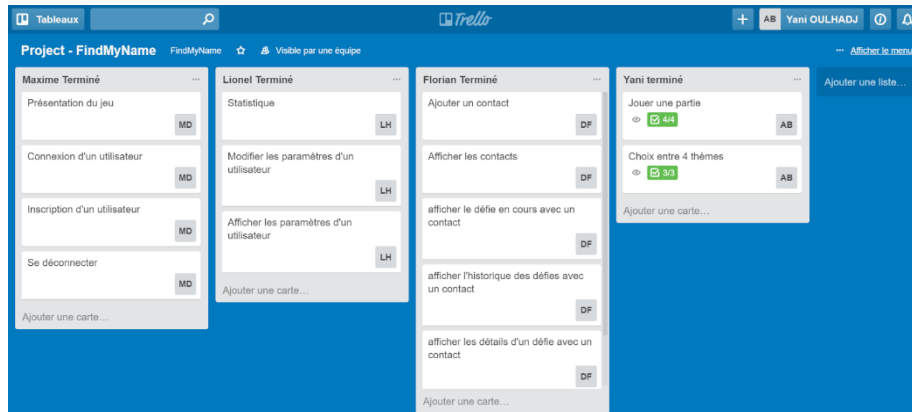 Tableaux
Trello
AB Yani OULHADJ
Project - FindMyName FindMyName Visible par une équipe
... Afficher le menu
Maxime Terminé ...
Présentation du jeu
MD
Connexion d'un utilisateur
MD
Inscription d'un utilisateur
MD
Se déconnecter
MD
Ajouter une carte...
Lionel Terminé ...
Statistique
LH
Modifier les paramètres d'un
utilisateur
LH
Afficher les paramètres d'un
utilisateur
LH
Ajouter une carte...
Florian Terminé ...
Ajouter un contact
DF
Afficher les contacts
DF
afficher le défie en cours avec un
contact
DF
afficher l'historique des défies avec
un contact
DF
afficher les détails d'un défie avec un
contact
DF
Ajouter une carte...
Yani terminé ...
Jouer une partie
4/4
AB
Choix entre 4 thèmes
3/3
AB
Ajouter une carte...
Ajouter une liste...